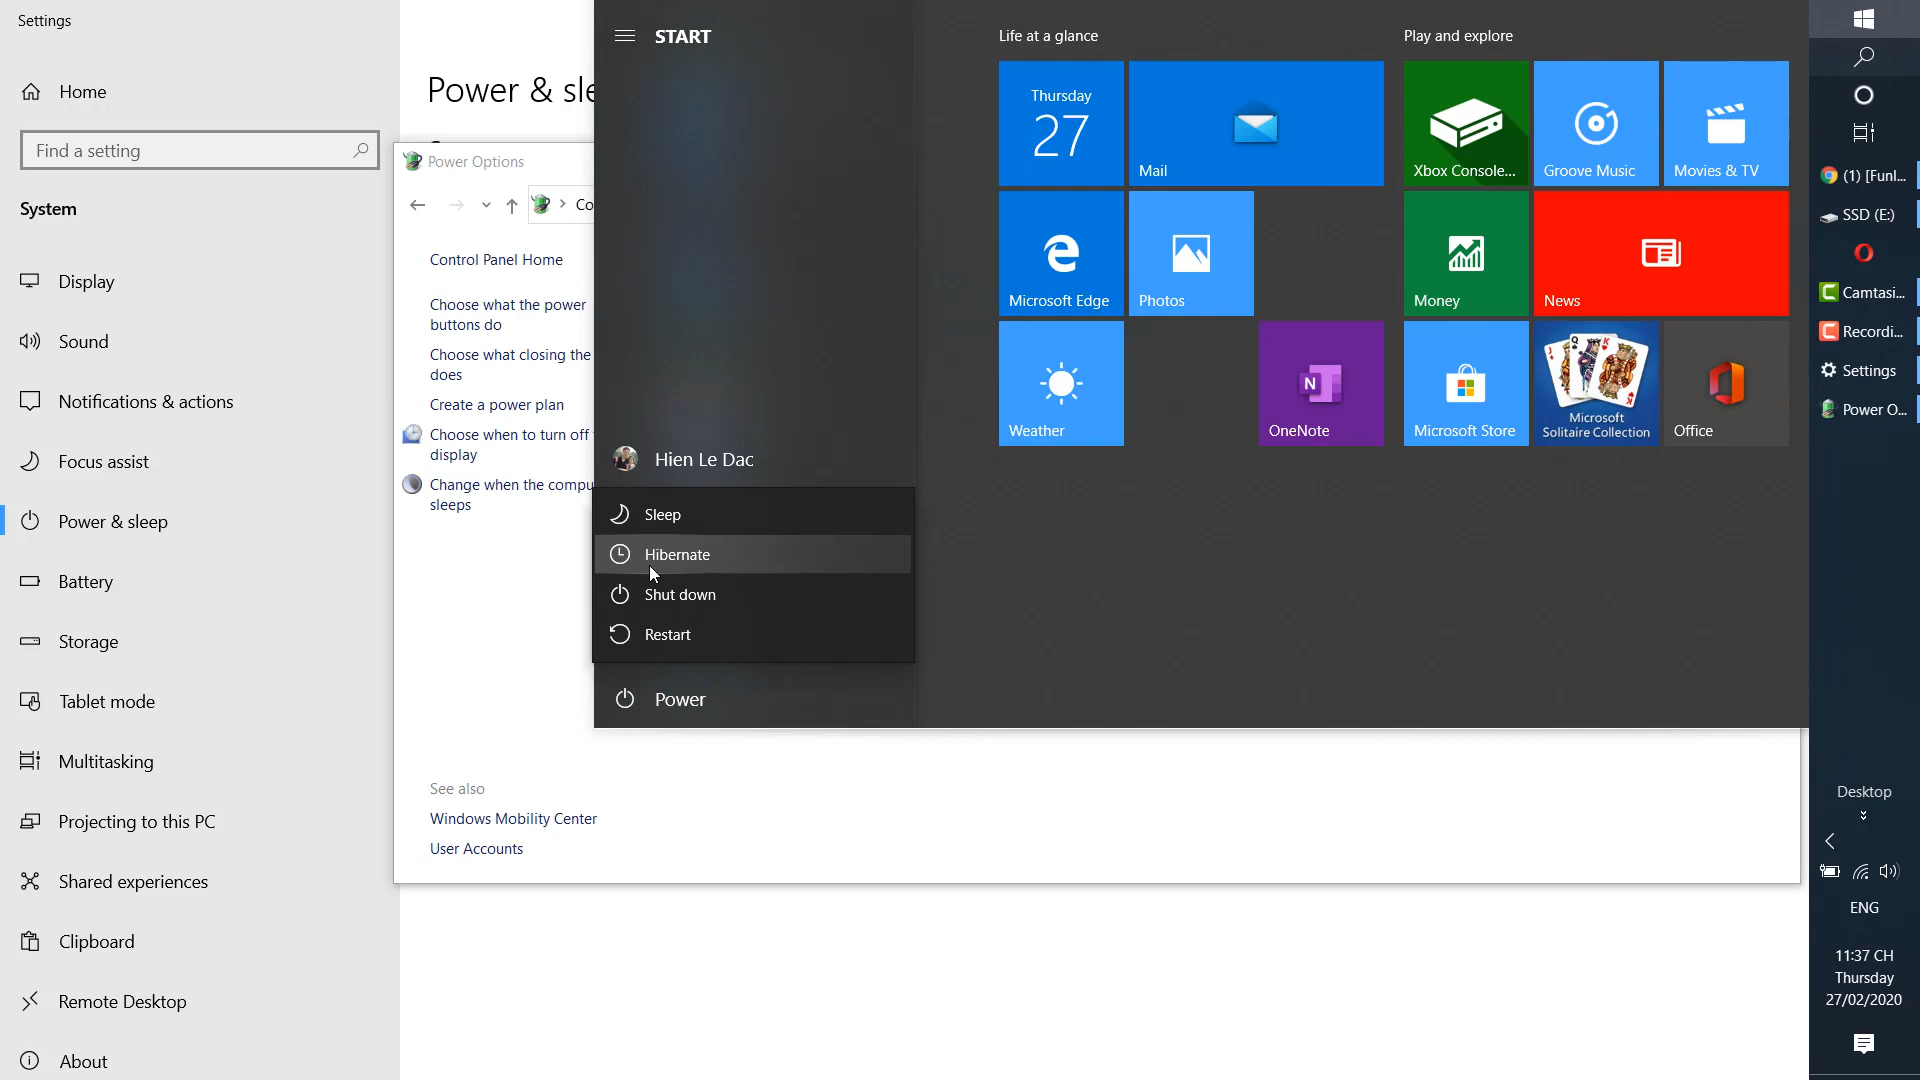 Settings
Home
Find a setting
System
Display
Sound
Notifications & actions
Focus assist
Power & sleep
Battery
Storage
Tablet mode
Multitasking
Projecting to this PC
Shared experiences
Clipboard
Remote Desktop
About
Power & sle
Power Options
Co
Control Panel Home
Choose what the power
buttons do
Choose what closing the
does
Create a power plan
Choose when to turn off
display
Change when the compu
sleeps
See also
Windows Mobility Center
User Accounts
START
Hien Le Dac
Sleep
Hibernate
Shut down
Restart
Power
Life at a glance
Thursday
27
Mail
Microsoft Edge
Photos
Weather
N
OneNote
Play and explore
Xbox Console...
Groove Music
Movies & TV
Money
News
Microsoft Store
J Q K
Microsoft
Solitaire Collection
Office
(1) [Funl...
SSD (E:)
Camtasi...
Recordi...
Settings
Power O...
Desktop
ENG
11:37 CH
Thursday
27/02/2020